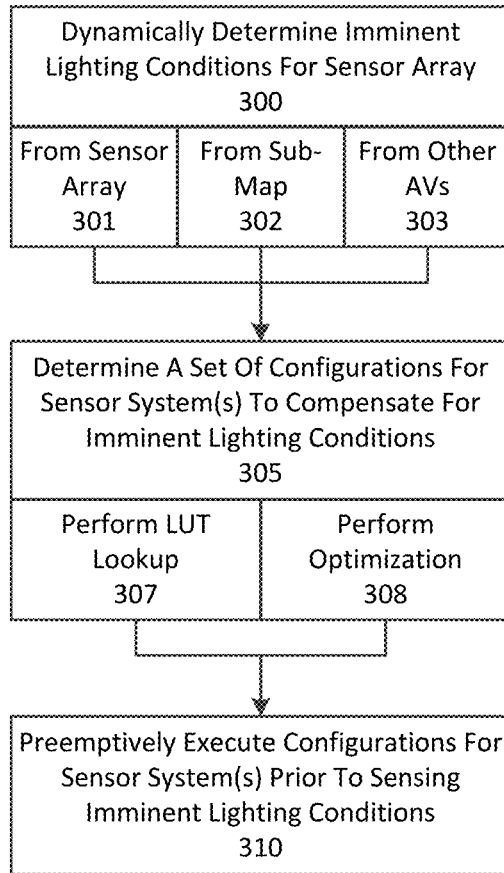 Dynamically Determine Imminent
Lighting Conditions For Sensor Array
300
From Sensor
Array
301
From Sub-
Map
302
From Other
AVs
303
Determine A Set Of Configurations For
Sensor System(s) To Compensate For
Imminent Lighting Conditions
305
Perform LUT
Lookup
307
Perform
Optimization
308
Preemptively Execute Configurations For
Sensor System(s) Prior To Sensing
Imminent Lighting Conditions
310